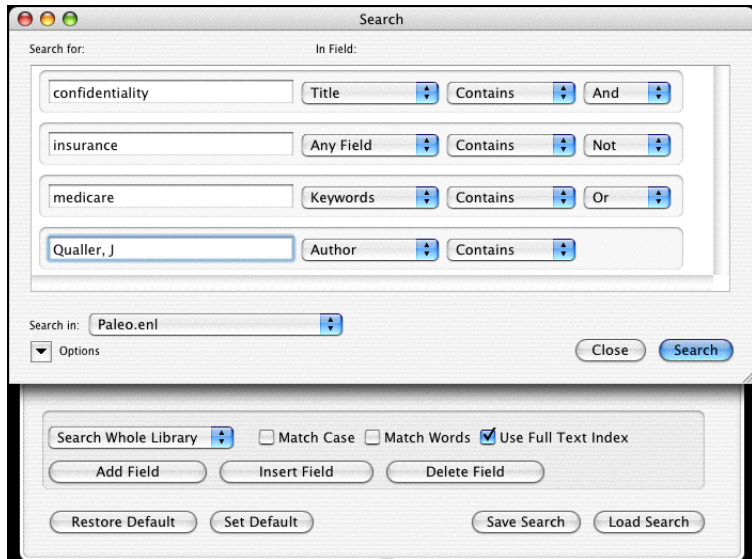 Search
Search for: In Field:
confidentiality Title Contains And
insurance Any Field Contains Not
medicare Keywords Contains Or
Qualler, J Author Contains
Search in: Paleo.enl
Options Close Search
Search Whole Library Match Case Match Words Use Full Text Index
Add Field Insert Field Delete Field
Restore Default Set Default Save Search Load Search